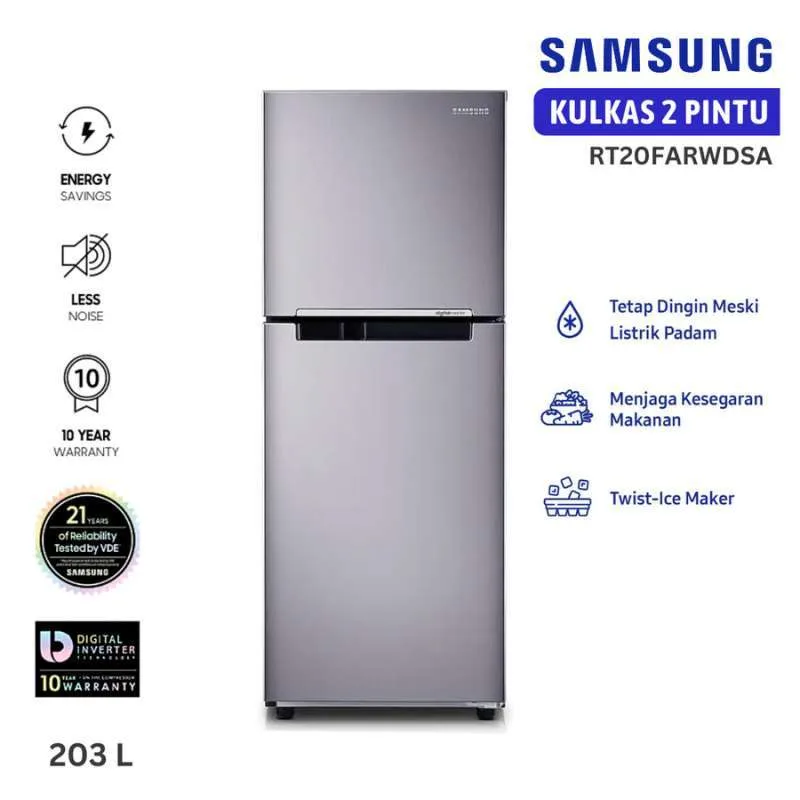 SAMSUNG
KULKAS 2 PINTU
RT20FARWDSA
SAMSUNG
ENERGY
SAVINGS
LESS
NOISE
10
10 YEAR
WARRANTY
21 YEARS
of Reliability
Tested by VDE
SAMSUNG
DIGITAL
INVERTER
TECHNOLOGY
10 YEAR
WARRANTY
203 L
Tetap Dingin Meski
Listrik Padam
Menjaga Kesegaran
Makanan
Twist-Ice Maker